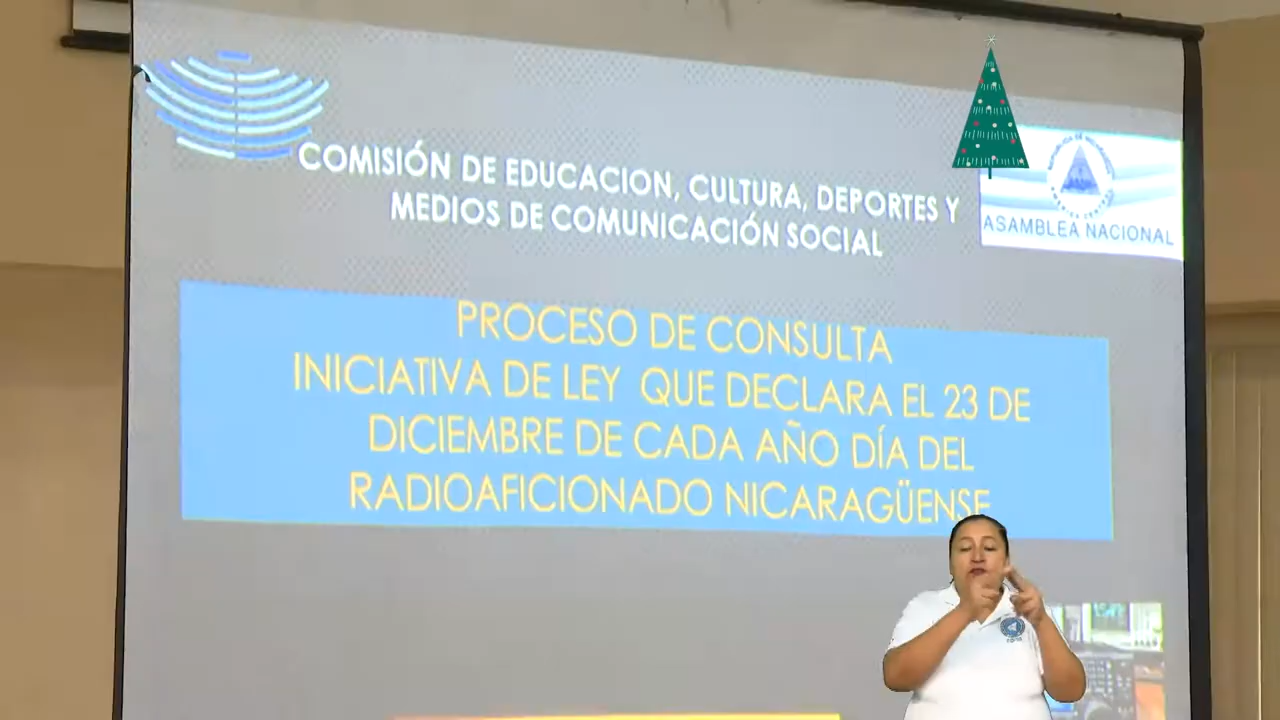 COMISIÓN DE EDUCACION, CULTURA, DEPORTES Y
MEDIOS DE COMUNICACIÓN SOCIAL
ASAMBLEA NACIONAL
PROCESO DE CONSULTA
INICIATIVA DE LEY QUE DECLARA EL 23 DE
DICIEMBRE DE CADA AÑO DÍA DEL
RADIOAFICIONADO NICARAGÜENSE